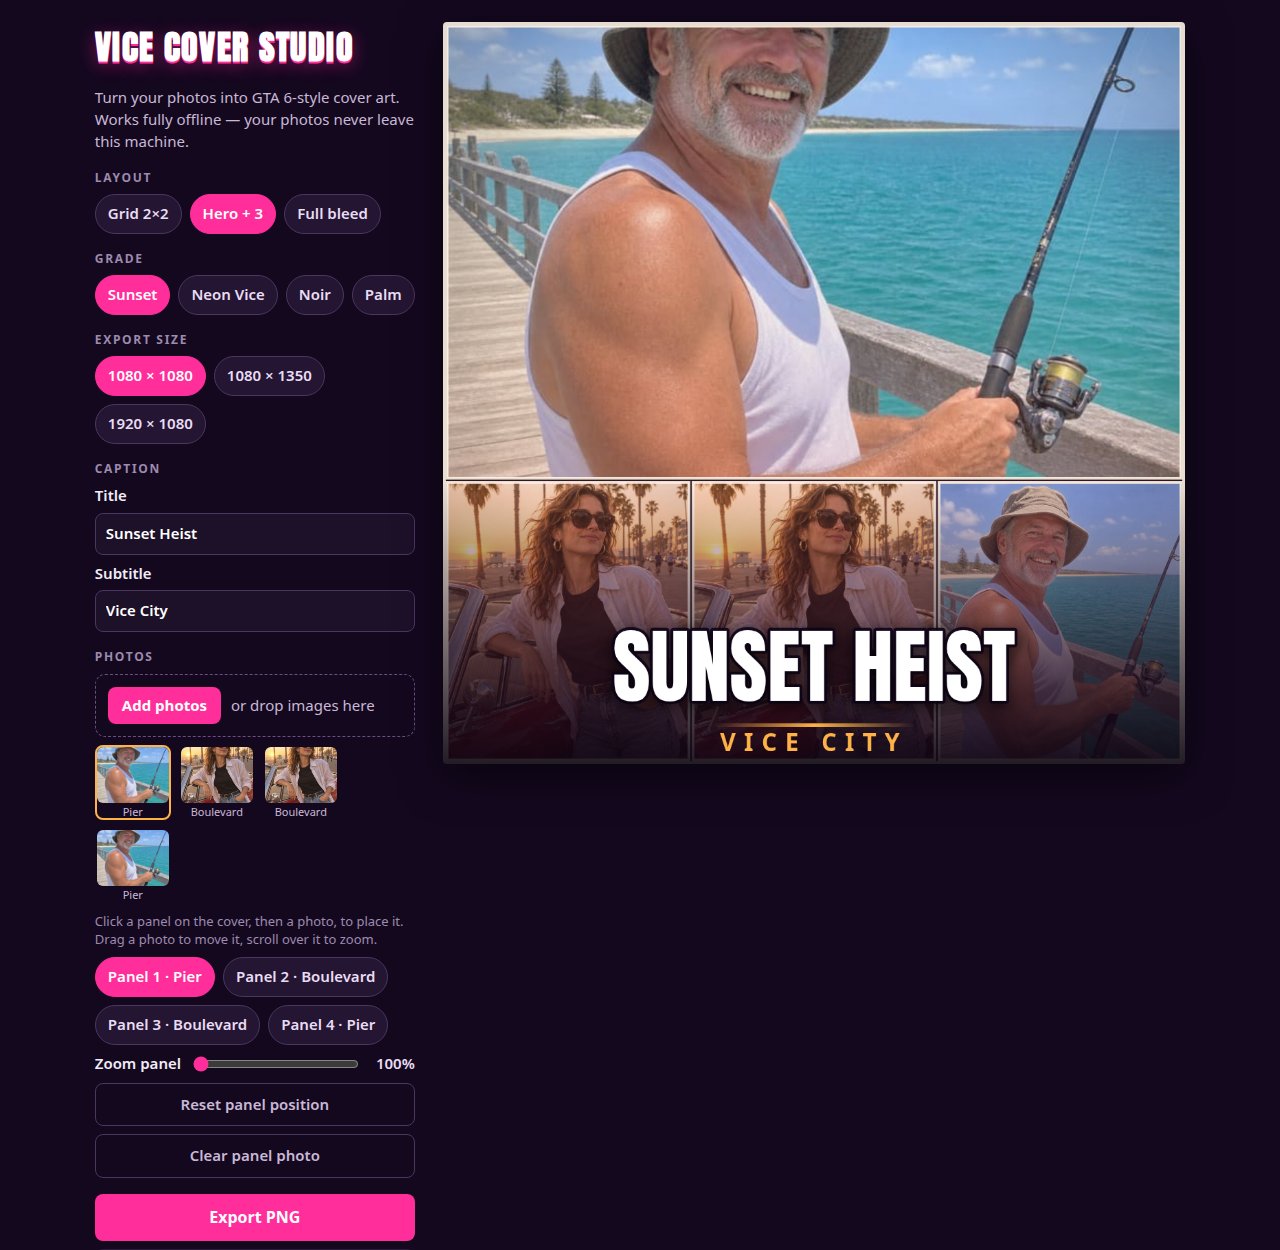 VICE COVER STUDIO
Turn your photos into GTA 6-style cover art.
Works fully offline — your photos never leave
this machine.
LAYOUT
Grid 2×2
Hero + 3
Full bleed
GRADE
Sunset
Neon Vice
Noir
Palm
EXPORT SIZE
1080 × 1080
1080 × 1350
1920 × 1080
CAPTION
Title
Sunset Heist
Subtitle
Vice City
PHOTOS
Add photos
or drop images here
Pier
Boulevard
Boulevard
Pier
Click a panel on the cover, then a photo, to place it.
Drag a photo to move it, scroll over it to zoom.
Panel 1 · Pier
Panel 2 · Boulevard
Panel 3 · Boulevard
Panel 4 · Pier
Zoom panel
100%
Reset panel position
Clear panel photo
Export PNG
SUNSET HEIST
VICE CITY